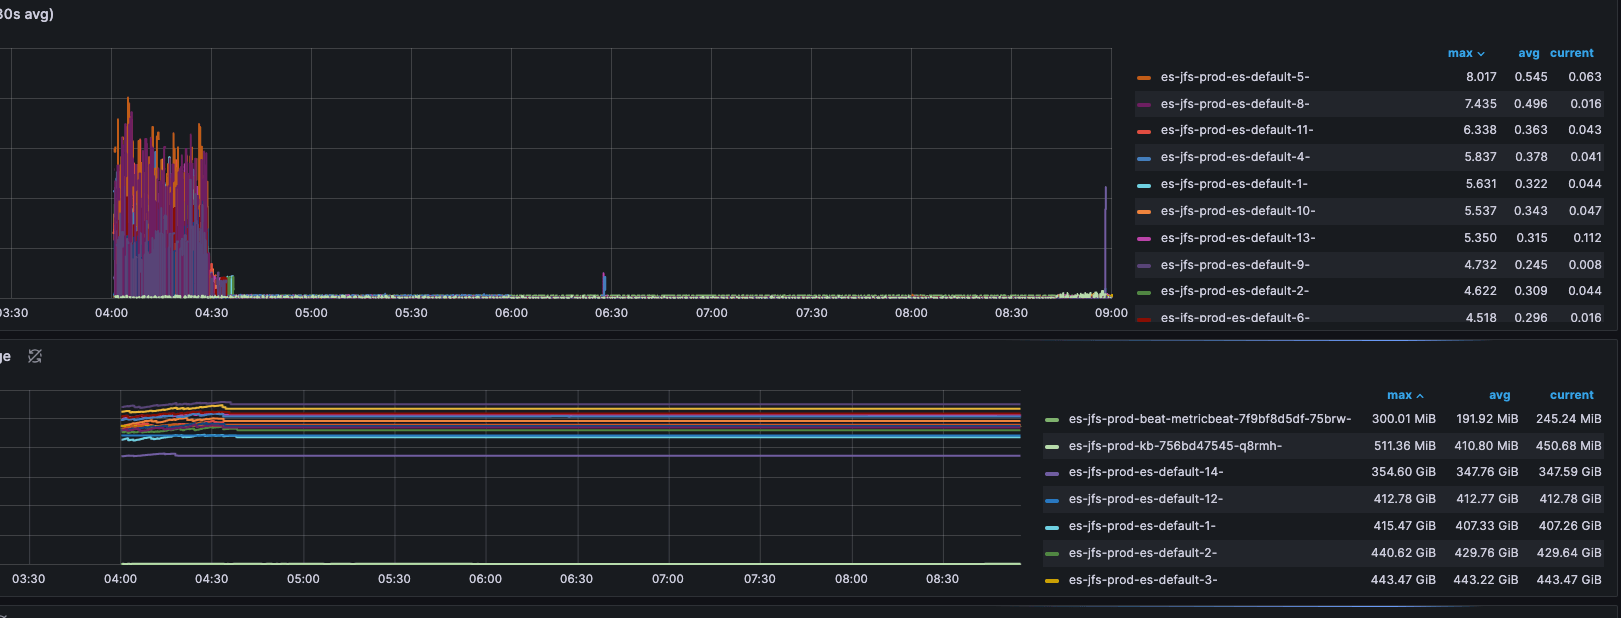 30s avg)
max avg current
es-jfs-prod-es-default-5- 8.017 0.545 0.063
es-jfs-prod-es-default-8- 7.435 0.496 0.016
es-jfs-prod-es-default-11- 6.338 0.363 0.043
es-jfs-prod-es-default-4- 5.837 0.378 0.041
es-jfs-prod-es-default-1- 5.631 0.322 0.044
es-jfs-prod-es-default-10- 5.537 0.343 0.047
es-jfs-prod-es-default-13- 5.350 0.315 0.112
es-jfs-prod-es-default-9- 4.732 0.245 0.008
es-jfs-prod-es-default-2- 4.622 0.309 0.044
es-jfs-prod-es-default-6- 4.518 0.296 0.016
03:30 04:00 04:30 05:00 05:30 06:00 06:30 07:00 07:30 08:00 08:30 09:00
ge
max avg current
es-jfs-prod-beat-metricbeat-7f9bf8d5df-75brw- 300.01 MiB 191.92 MiB 245.24 MiB
es-jfs-prod-kb-756bd47545-q8rmh- 511.36 MiB 410.80 MiB 450.68 MiB
es-jfs-prod-es-default-14- 354.60 GiB 347.76 GiB 347.59 GiB
es-jfs-prod-es-default-12- 412.78 GiB 412.77 GiB 412.78 GiB
es-jfs-prod-es-default-1- 415.47 GiB 407.33 GiB 407.26 GiB
es-jfs-prod-es-default-2- 440.62 GiB 429.76 GiB 429.64 GiB
es-jfs-prod-es-default-3- 443.47 GiB 443.22 GiB 443.47 GiB
03:30 04:00 04:30 05:00 05:30 06:00 06:30 07:00 07:30 08:00 08:30